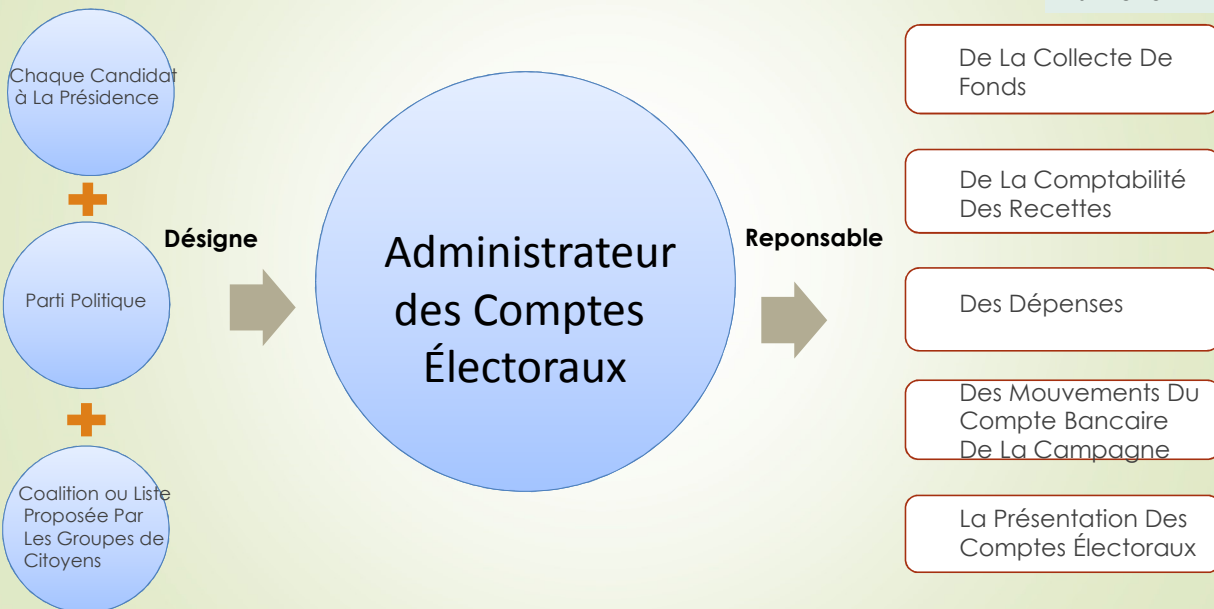 Chaque Candidat
à La Présidence
Parti Politique
Coalition ou Liste
Proposée Par
Les Groupes de
Citoyens
Désigne
Administrateur
des Comptes
Électoraux
Reponsable
De La Collecte De
Fonds
De La Comptabilité
Des Recettes
Des Dépenses
Des Mouvements Du
Compte Bancaire
De La Campagne
La Présentation Des
Comptes Électoraux